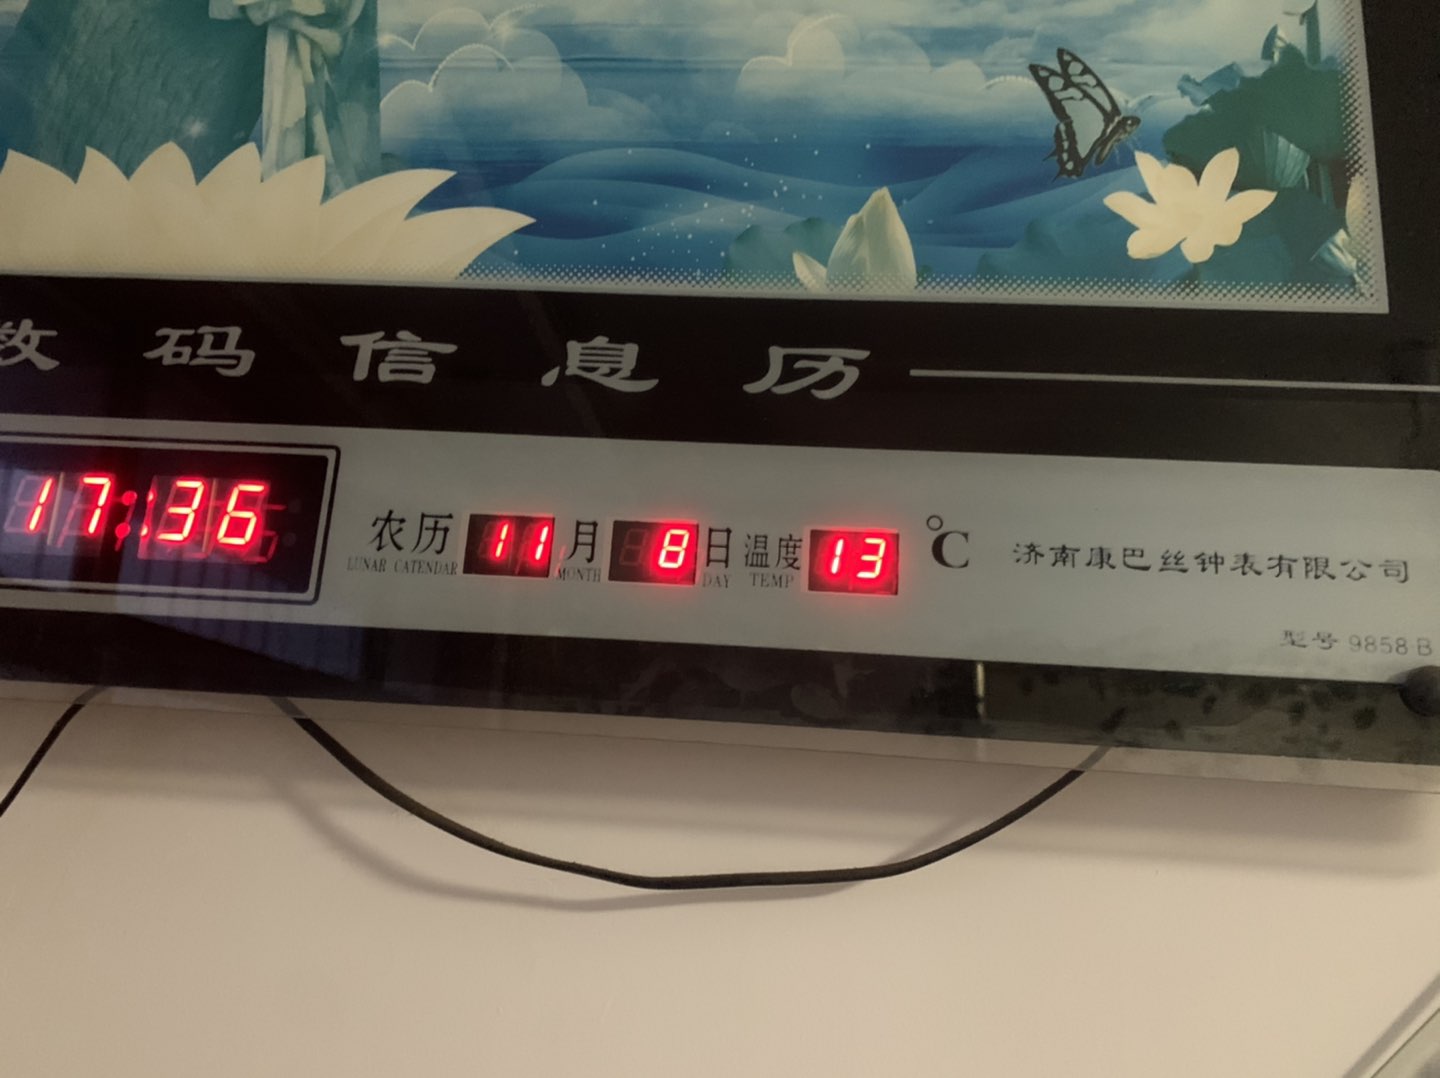 数码信息历
17:36
农历 11 月 8 日 温度 13 °C 济南康巴丝钟表有限公司
LUNAR CATENDAR MONTH DAY TEMP
型号 9858 B